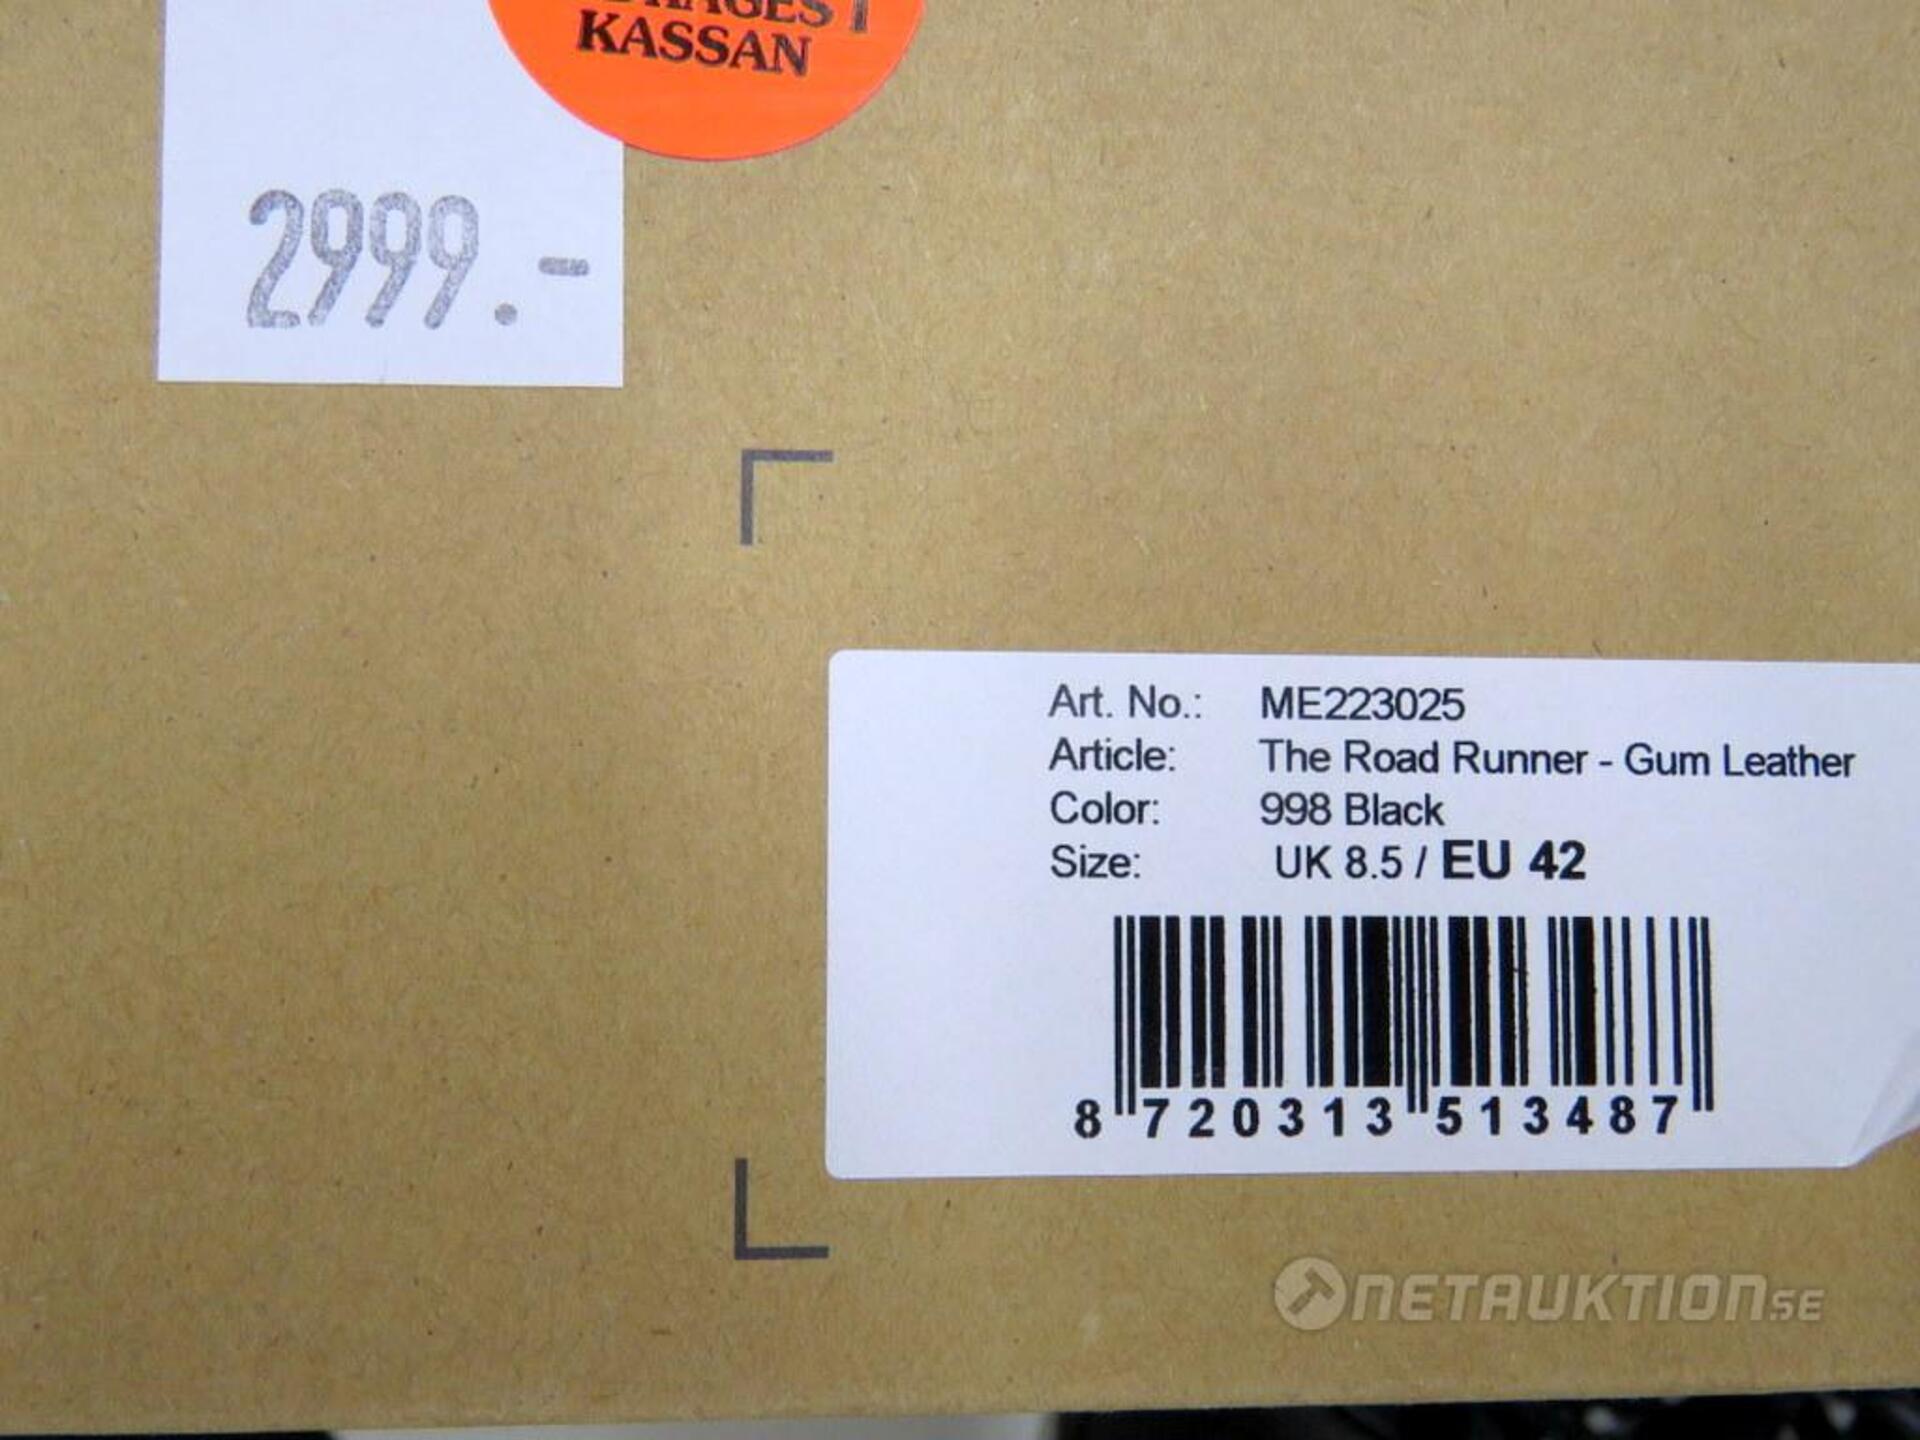 KASSAN
2999.-
Art. No.: ME223025
Article: The Road Runner - Gum Leather
Color: 998 Black
Size: UK 8.5 / EU 42
8 720313 513487
NETAUKTION.SE